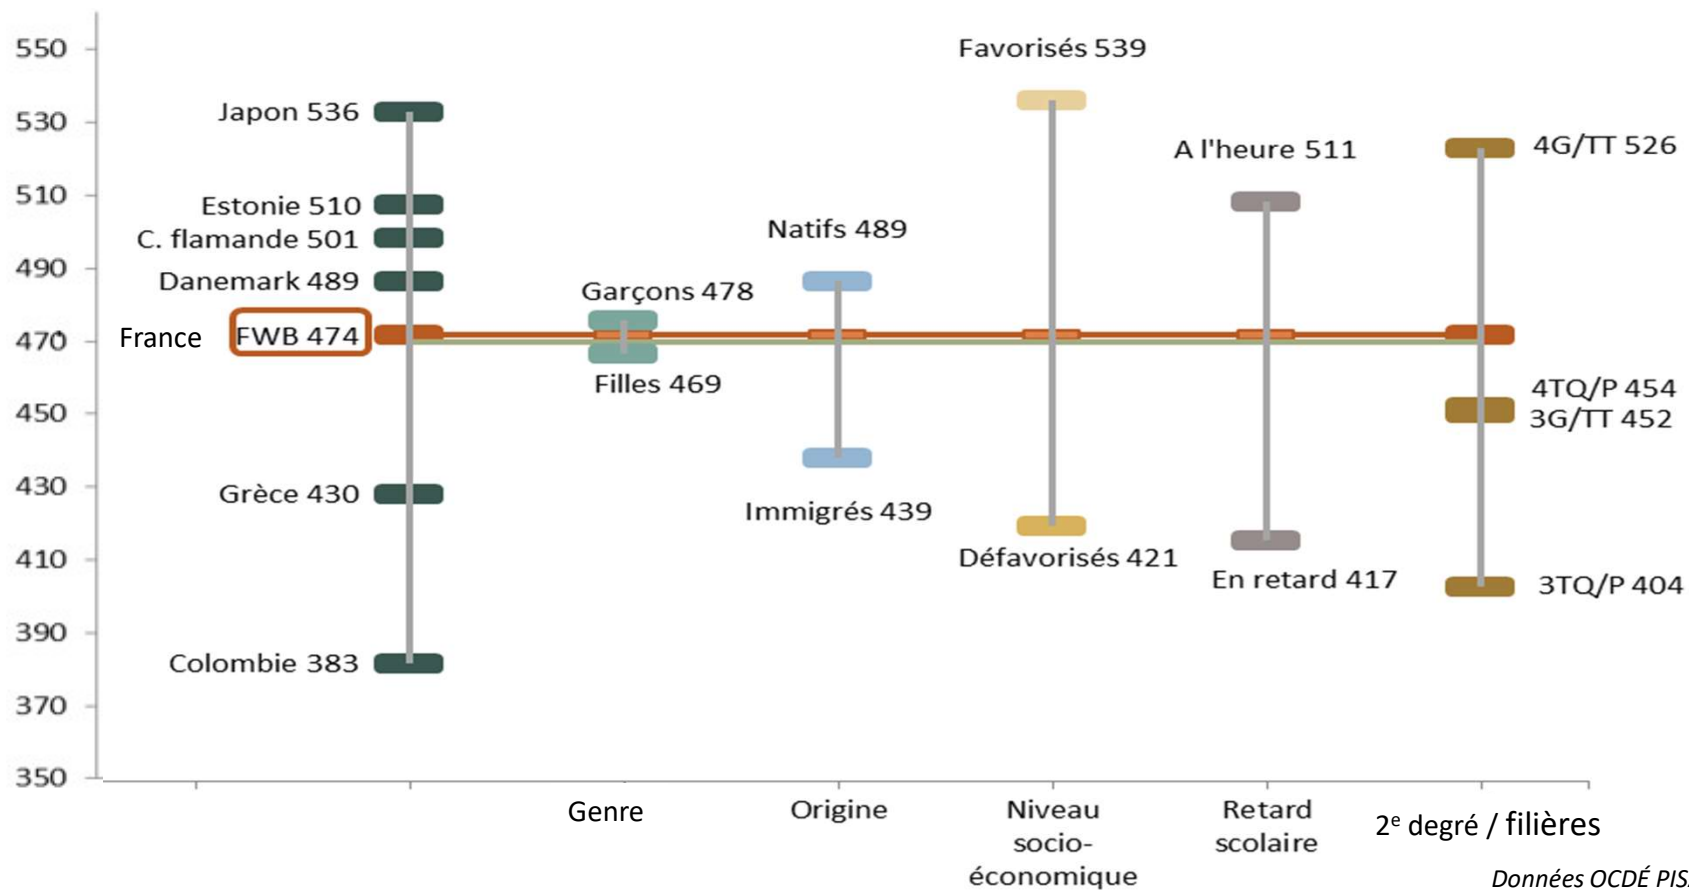 550
530
510
490
470
450
430
410
390
370
350
Japon 536
Estonie 510
C. flamande 501
Danemark 489
France
FWB 474
Grèce 430
Colombie 383
Garçons 478
Filles 469
Natifs 489
Immigrés 439
Favorisés 539
Défavorisés 421
A l'heure 511
En retard 417
4G/TT 526
4TQ/P 454
3G/TT 452
3TQ/P 404
Genre
Origine
Niveau
socio-
économique
Retard
scolaire
2e degré / filières
Données OCDÉ PIS